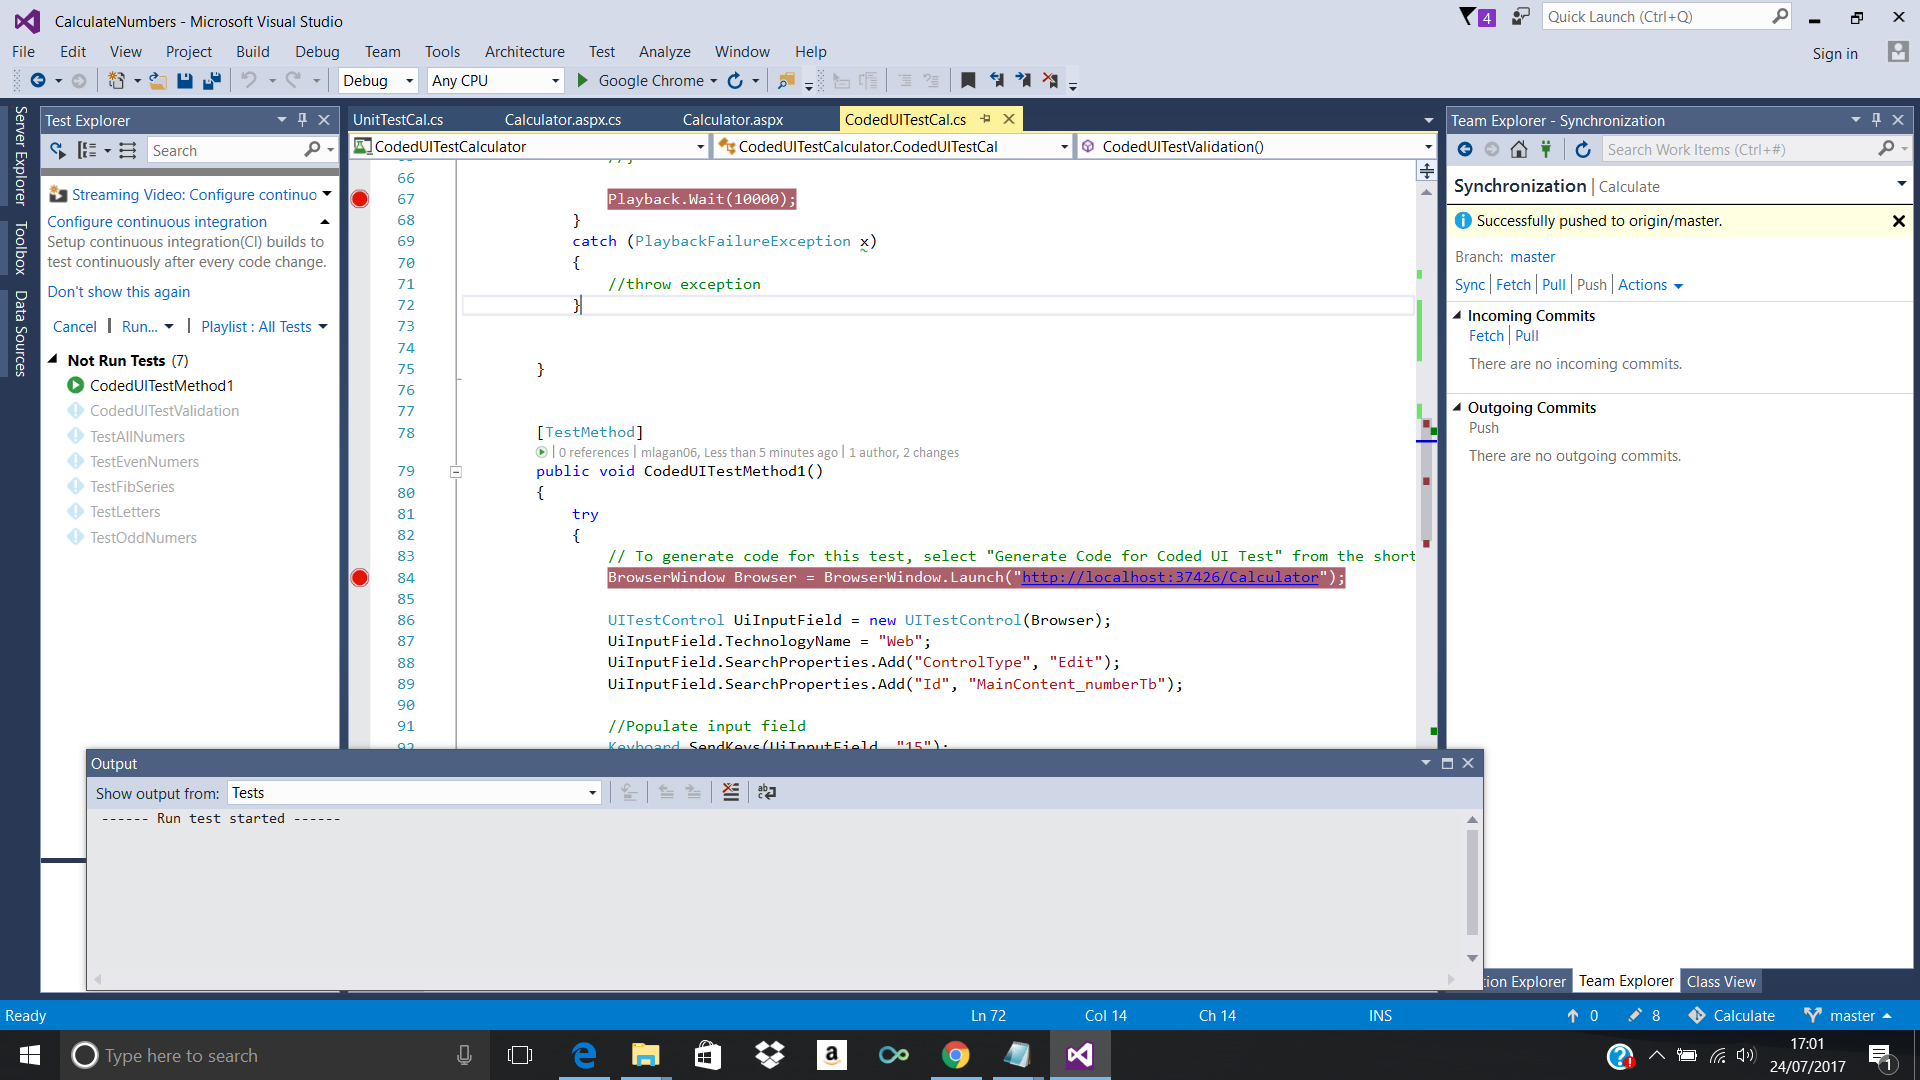 CalculateNumbers - Microsoft Visual Studio
4
Quick Launch (Ctrl+Q)
File Edit View Project Build Debug Team Tools Architecture Test Analyze Window Help
Sign in
Debug Any CPU Google Chrome
Server Explorer
Toolbox
Data Sources
Test Explorer
Search
Streaming Video: Configure continuo
Configure continuous integration
Setup continuous integration(CI) builds to
test continuously after every code change.
Don't show this again
Cancel | Run... | Playlist : All Tests
Not Run Tests (7)
CodedUITestMethod1
CodedUITestValidation
TestAllNumers
TestEvenNumers
TestFibSeries
TestLetters
TestOddNumers
UnitTestCal.cs Calculator.aspx.cs Calculator.aspx CodedUITestCal.cs
CodedUITestCalculator CodedUITestCalculator.CodedUITestCal CodedUITestValidation()
66
67 Playback.Wait(10000);
68 }
69 catch (PlaybackFailureException x)
70 {
71 //throw exception
72 }
73
74
75 }
76
77
78 [TestMethod]
0 references | mlagan06, Less than 5 minutes ago | 1 author, 2 changes
79 public void CodedUITestMethod1()
80 {
81 try
82 {
83 // To generate code for this test, select "Generate Code for Coded UI Test" from the short
84 BrowserWindow Browser = BrowserWindow.Launch("http://localhost:37426/Calculator");
85
86 UITestControl UiInputField = new UITestControl(Browser);
87 UiInputField.TechnologyName = "Web";
88 UiInputField.SearchProperties.Add("ControlType", "Edit");
89 UiInputField.SearchProperties.Add("Id", "MainContent_numberTb");
90
91 //Populate input field
92 Keyboard.SendKeys(UiInputField, "15");
Output
Show output from: Tests
------ Run test started ------
Team Explorer - Synchronization
Search Work Items (Ctrl+#)
Synchronization | Calculate
Successfully pushed to origin/master.
Branch: master
Sync | Fetch | Pull | Push | Actions
Incoming Commits
Fetch | Pull
There are no incoming commits.
Outgoing Commits
Push
There are no outgoing commits.
tion Explorer Team Explorer Class View
Ready Ln 72 Col 14 Ch 14 INS 0 8 Calculate master
Type here to search
17:01
24/07/2017
1